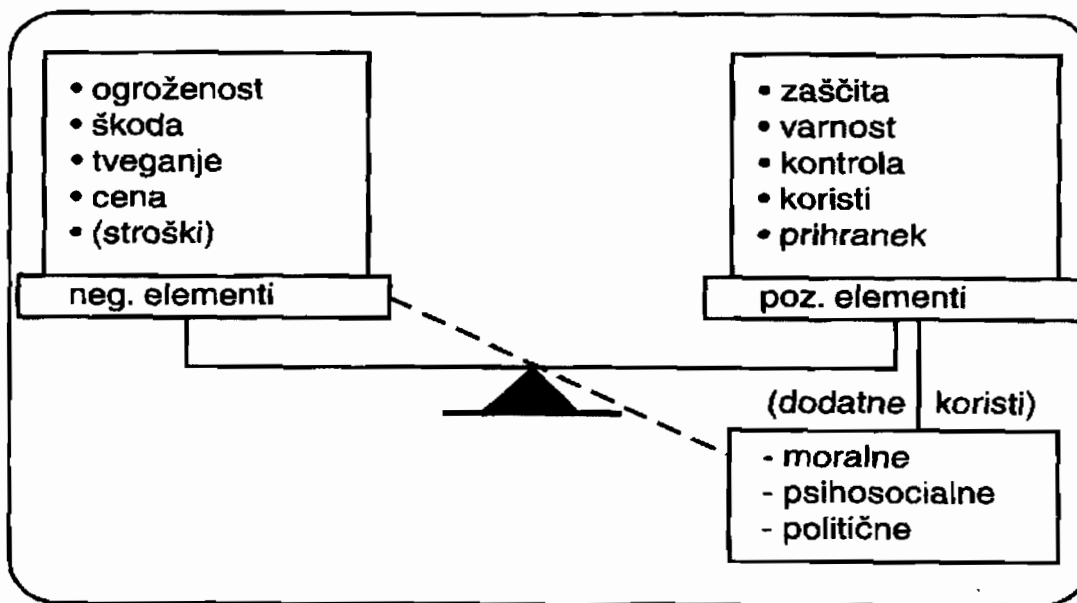 • ogroženost
• škoda
• tveganje
• cena
• (stroški)
neg. elementi
• zaščita
• varnost
• kontrola
• koristi
• prihranek
poz. elementi
(dodatne koristi)
- moralne
- psihosocialne
- politične